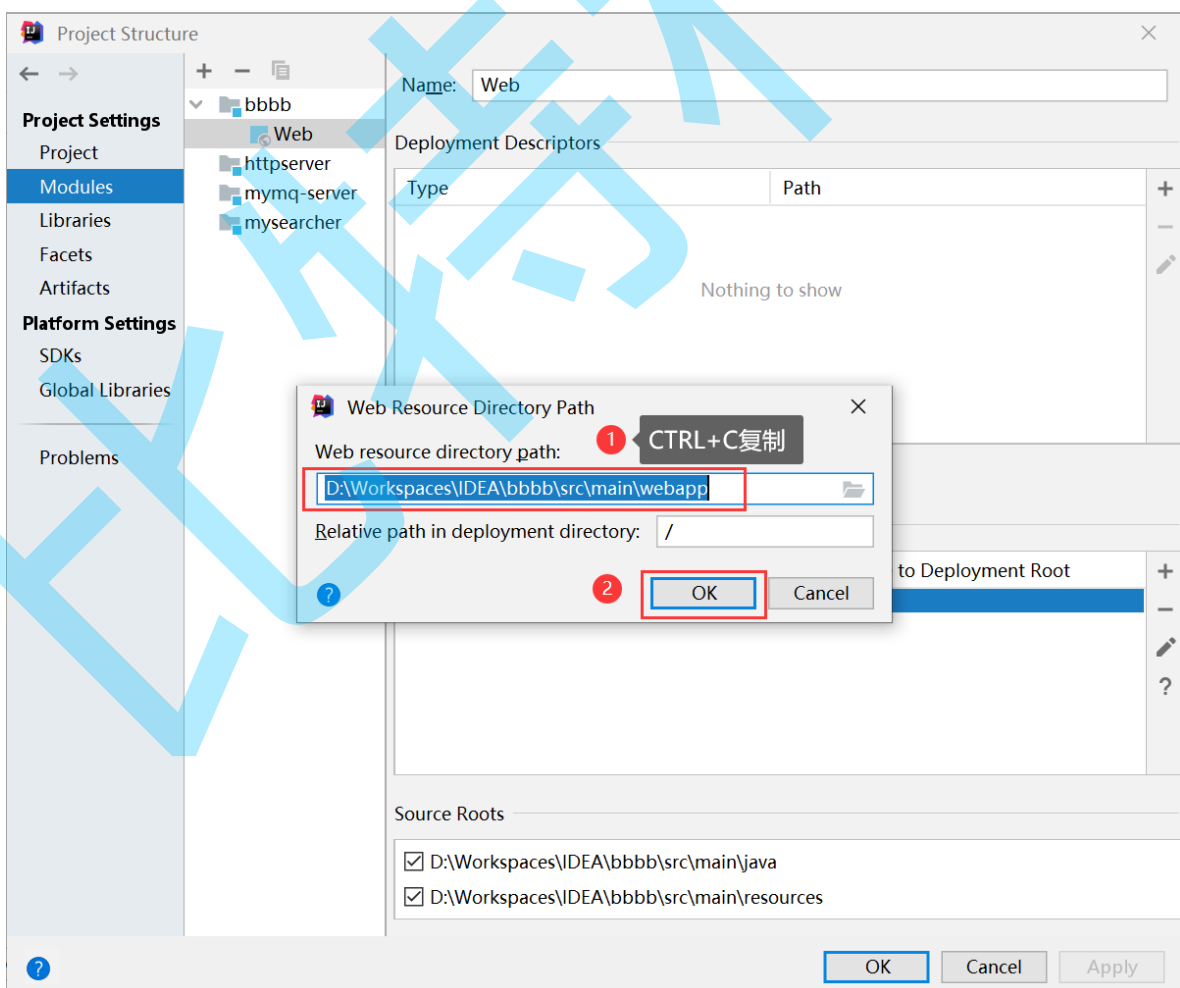 Project Structure
Name: Web
Project Settings
Project
Modules
Libraries
Facets
Artifacts
Platform Settings
SDKs
Global Libraries
Problems
bbbb
Web
httpserver
mymq-server
mysearcher
Deployment Descriptors
Type Path
Nothing to show
Web Resource Directory Path
1 CTRL+C复制
Web resource directory path:
D:\Workspaces\IDEA\bbbb\src\main\webapp
Relative path in deployment directory: /
2 OK Cancel
to Deployment Root
Source Roots
D:\Workspaces\IDEA\bbbb\src\main\java
D:\Workspaces\IDEA\bbbb\src\main\resources
OK Cancel Apply